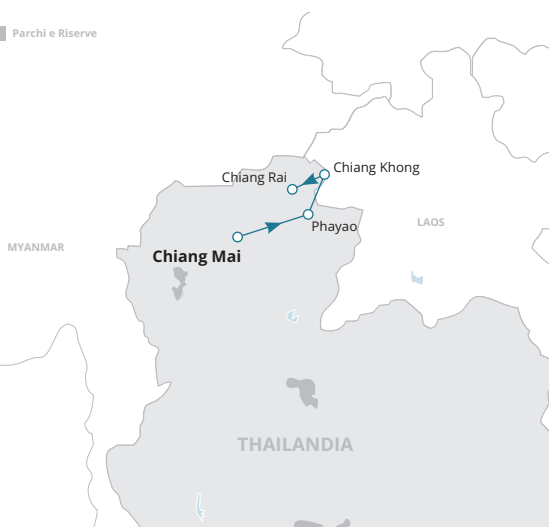 Parchi e Riserve
Chiang Khong
Chiang Rai
Phayao
LAOS
MYANMAR
Chiang Mai
THAILANDIA